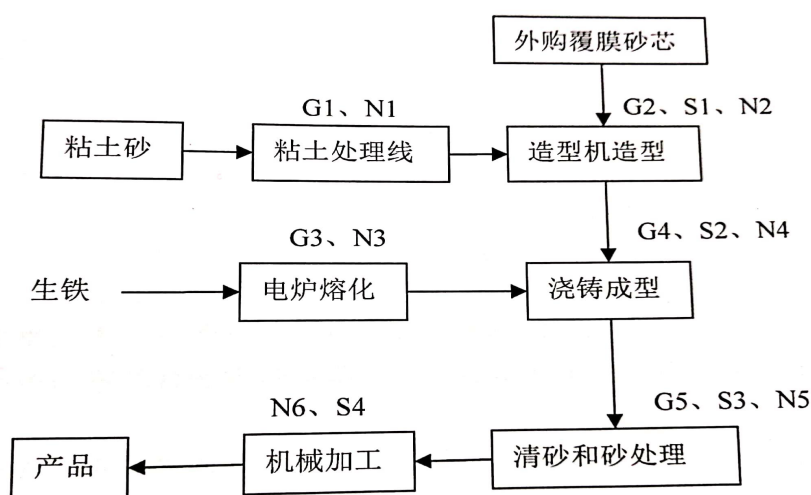 外购覆膜砂芯
G1、N1
G2、S1、N2
粘土砂
粘土处理线
造型机造型
G3、N3
G4、S2、N4
生铁
电炉熔化
浇铸成型
N6、S4
G5、S3、N5
产品
机械加工
清砂和砂处理